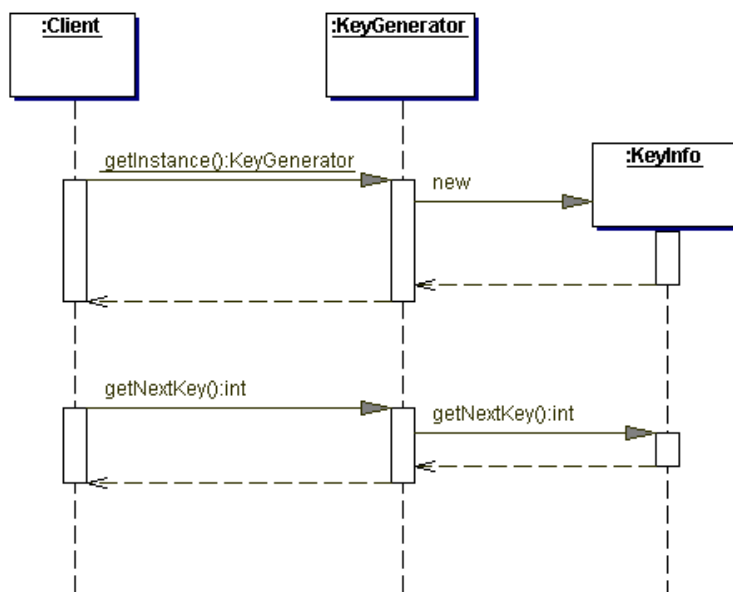 :Client
:KeyGenerator
getInstance():KeyGenerator
:KeyInfo
new
getNextKey():int
getNextKey():int